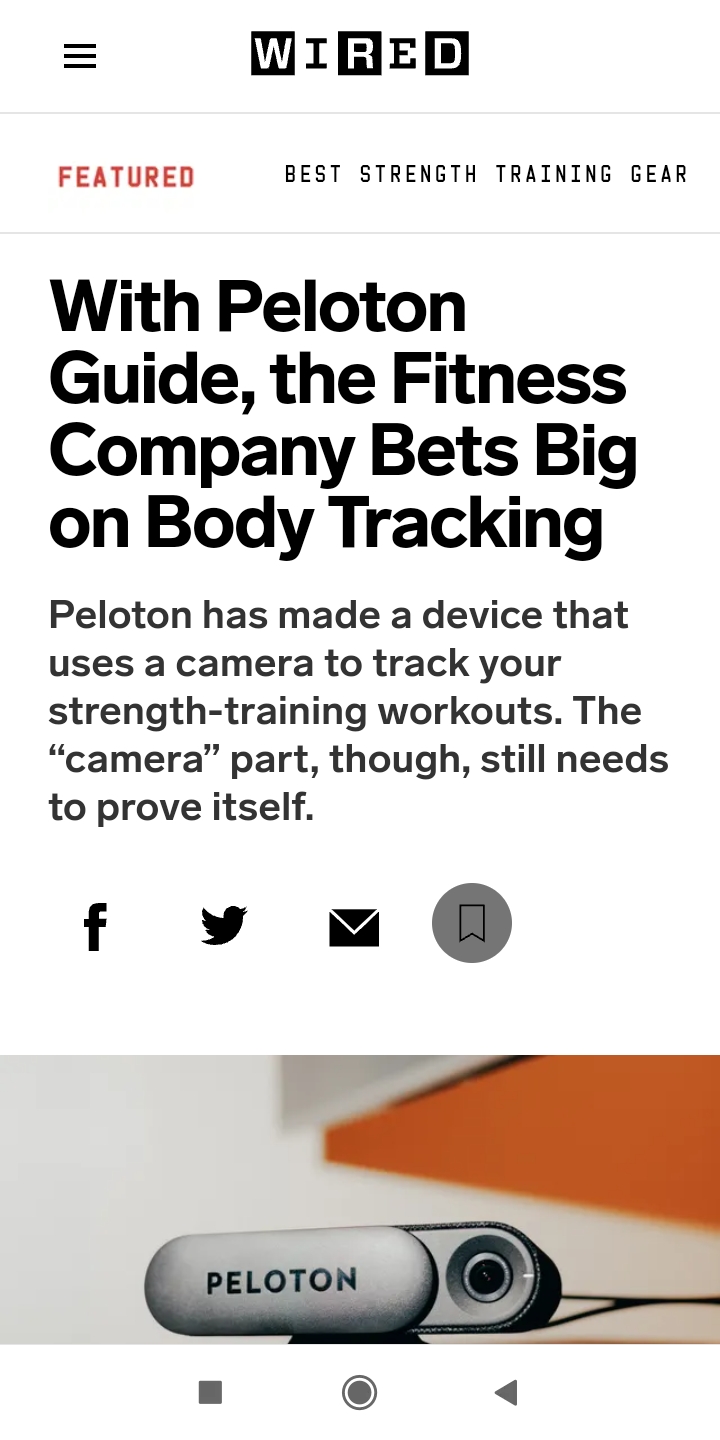 WIRED
FEATURED BEST STRENGTH TRAINING GEAR
With Peloton
Guide, the Fitness
Company Bets Big
on Body Tracking
Peloton has made a device that
uses a camera to track your
strength-training workouts. The
“camera” part, though, still needs
to prove itself.
PELOTON